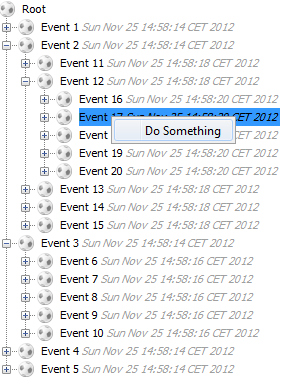 Root
Event 1 Sun Nov 25 14:58:14 CET 2012
Event 2 Sun Nov 25 14:58:14 CET 2012
Event 11 Sun Nov 25 14:58:18 CET 2012
Event 12 Sun Nov 25 14:58:18 CET 2012
Event 16 Sun Nov 25 14:58:20 CET 2012
Event 17 Sun Nov 25 14:58:20 CET 2012
Do Something
Event CET 2012
Event 19 Sun Nov 25 14:58:20 CET 2012
Event 20 Sun Nov 25 14:58:20 CET 2012
Event 13 Sun Nov 25 14:58:18 CET 2012
Event 14 Sun Nov 25 14:58:18 CET 2012
Event 15 Sun Nov 25 14:58:18 CET 2012
Event 3 Sun Nov 25 14:58:14 CET 2012
Event 6 Sun Nov 25 14:58:16 CET 2012
Event 7 Sun Nov 25 14:58:16 CET 2012
Event 8 Sun Nov 25 14:58:16 CET 2012
Event 9 Sun Nov 25 14:58:16 CET 2012
Event 10 Sun Nov 25 14:58:16 CET 2012
Event 4 Sun Nov 25 14:58:14 CET 2012
Event 5 Sun Nov 25 14:58:14 CET 2012